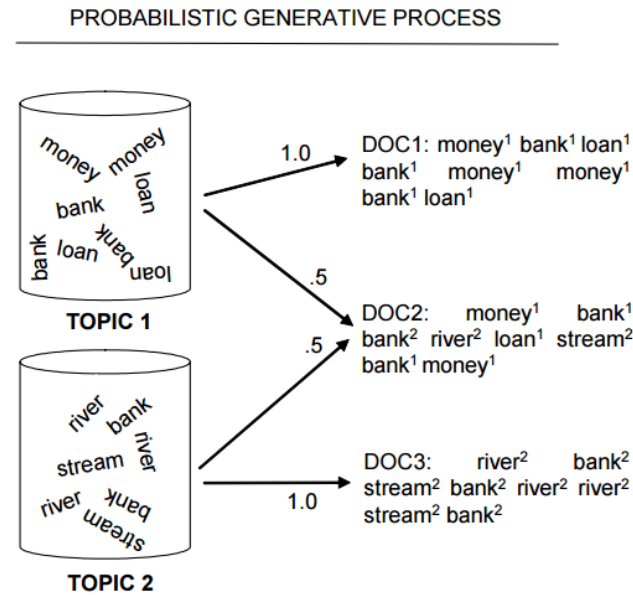 PROBABILISTIC GENERATIVE PROCESS
money money
loan
bank
bank loan bank
loan
TOPIC 1
river bank
river
stream
river bank
stream
TOPIC 2
1.0
.5
.5
1.0
DOC1: money¹ bank¹ loan¹
bank¹ money¹ money¹
bank¹ loan¹
DOC2: money¹ bank¹
bank² river² loan¹ stream²
bank¹ money¹
DOC3: river² bank²
stream² bank² river² river²
stream² bank²